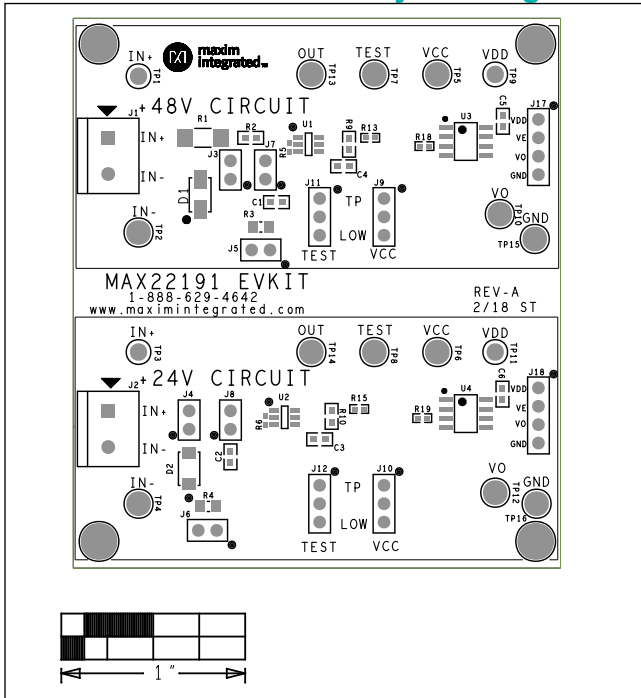 maxim
integrated™
IN+
TP1
OUT
TP13
TEST
TP7
VCC
TP5
VDD
TP9
+48V CIRCUIT
J1
IN+
IN-
R1
R2
U1
R9
R13
R18
U3
C5
J17
VDD
VE
VO
GND
J3
J7
R5
C4
D1
C1
J11
TP
J9
R3
LOW
J5
TEST
VCC
IN-
TP2
VO
TP10
GND
TP15
MAX22191 EVKIT
1-888-629-4642
www.maximintegrated.com
REV-A
2/18 ST
IN+
TP3
OUT
TP14
TEST
TP8
VCC
TP6
VDD
TP11
+24V CIRCUIT
J2
IN+
IN-
J4
J8
U2
R6
R10
R15
R19
U4
C6
J18
VDD
VE
VO
GND
C2
C3
D2
J12
TP
J10
R4
LOW
J6
TEST
VCC
IN-
TP4
VO
TP12
GND
TP16
1"